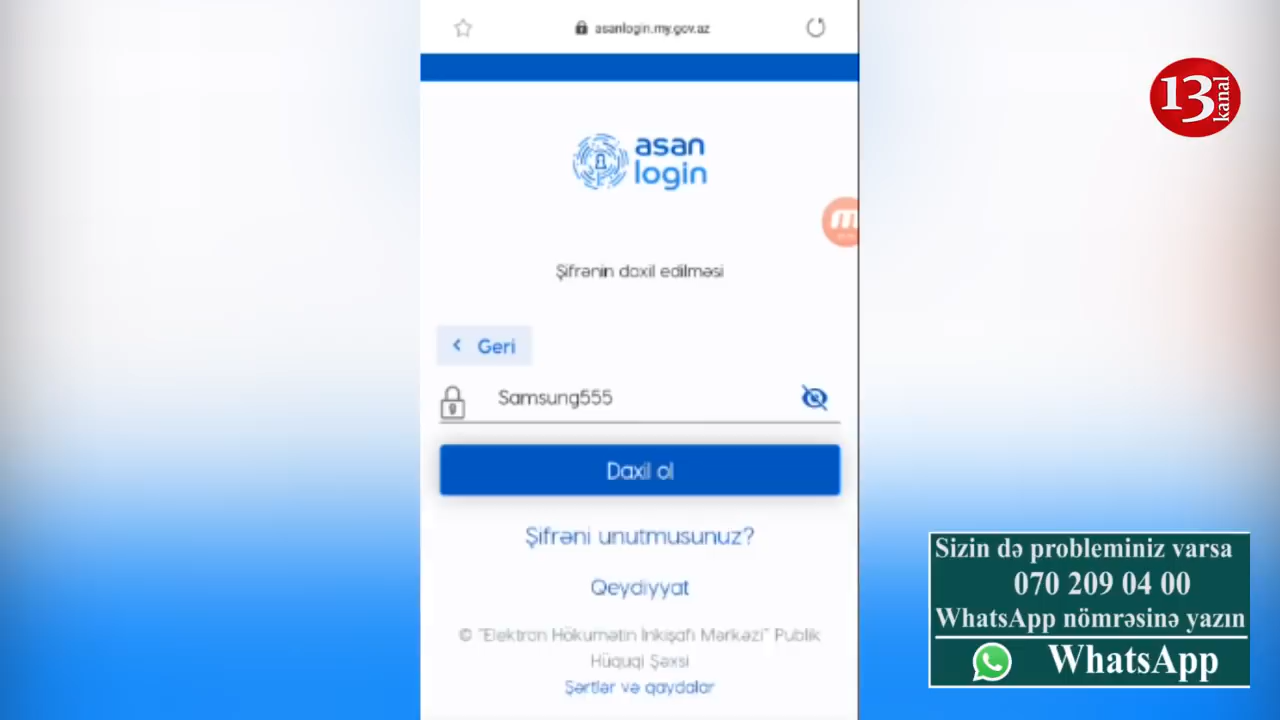 asanlogin.my.gov.az
13 kanal
asan
login
Şifrənin daxil edilməsi
Geri
Samsung555
Daxil ol
Şifrəni unutmusunuz?
Qeydiyyat
© "Elektron Hökumətin İnkişafı Mərkəzi" Publik
Hüquqi Şəxsi
Şərtlər və qaydalar
Sizin də probleminiz varsa
070 209 04 00
WhatsApp nömrəsinə yazın
WhatsApp